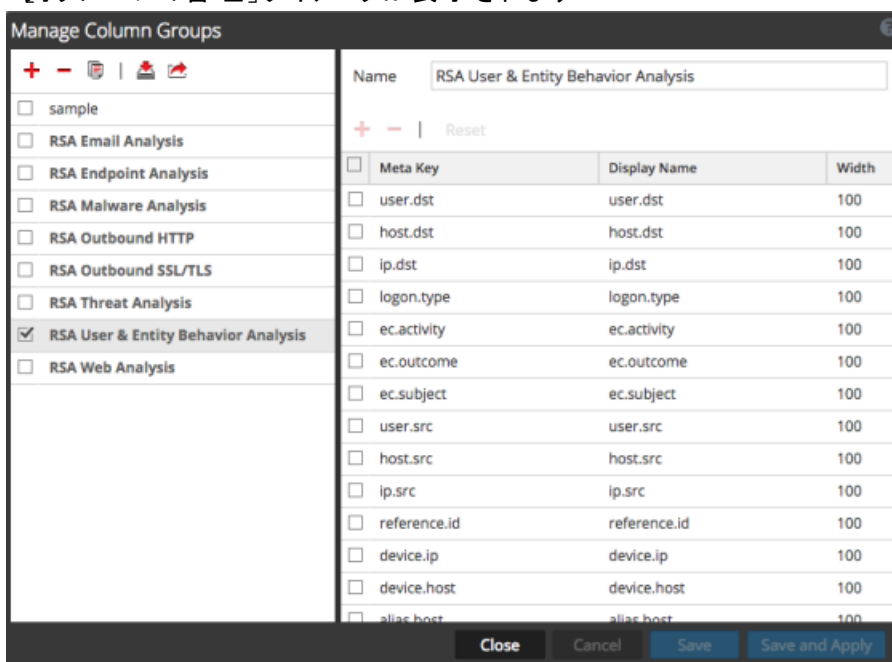 Manage Column Groups
sample
RSA Email Analysis
RSA Endpoint Analysis
RSA Malware Analysis
RSA Outbound HTTP
RSA Outbound SSL/TLS
RSA Threat Analysis
RSA User & Entity Behavior Analysis
RSA Web Analysis
Name RSA User & Entity Behavior Analysis
Reset
Meta Key Display Name Width
user.dst user.dst 100
host.dst host.dst 100
ip.dst ip.dst 100
logon.type logon.type 100
ec.activity ec.activity 100
ec.outcome ec.outcome 100
ec.subject ec.subject 100
user.src user.src 100
host.src host.src 100
ip.src ip.src 100
reference.id reference.id 100
device.ip device.ip 100
device.host device.host 100
alias.host alias.host 100
Close Cancel Save Save and Apply